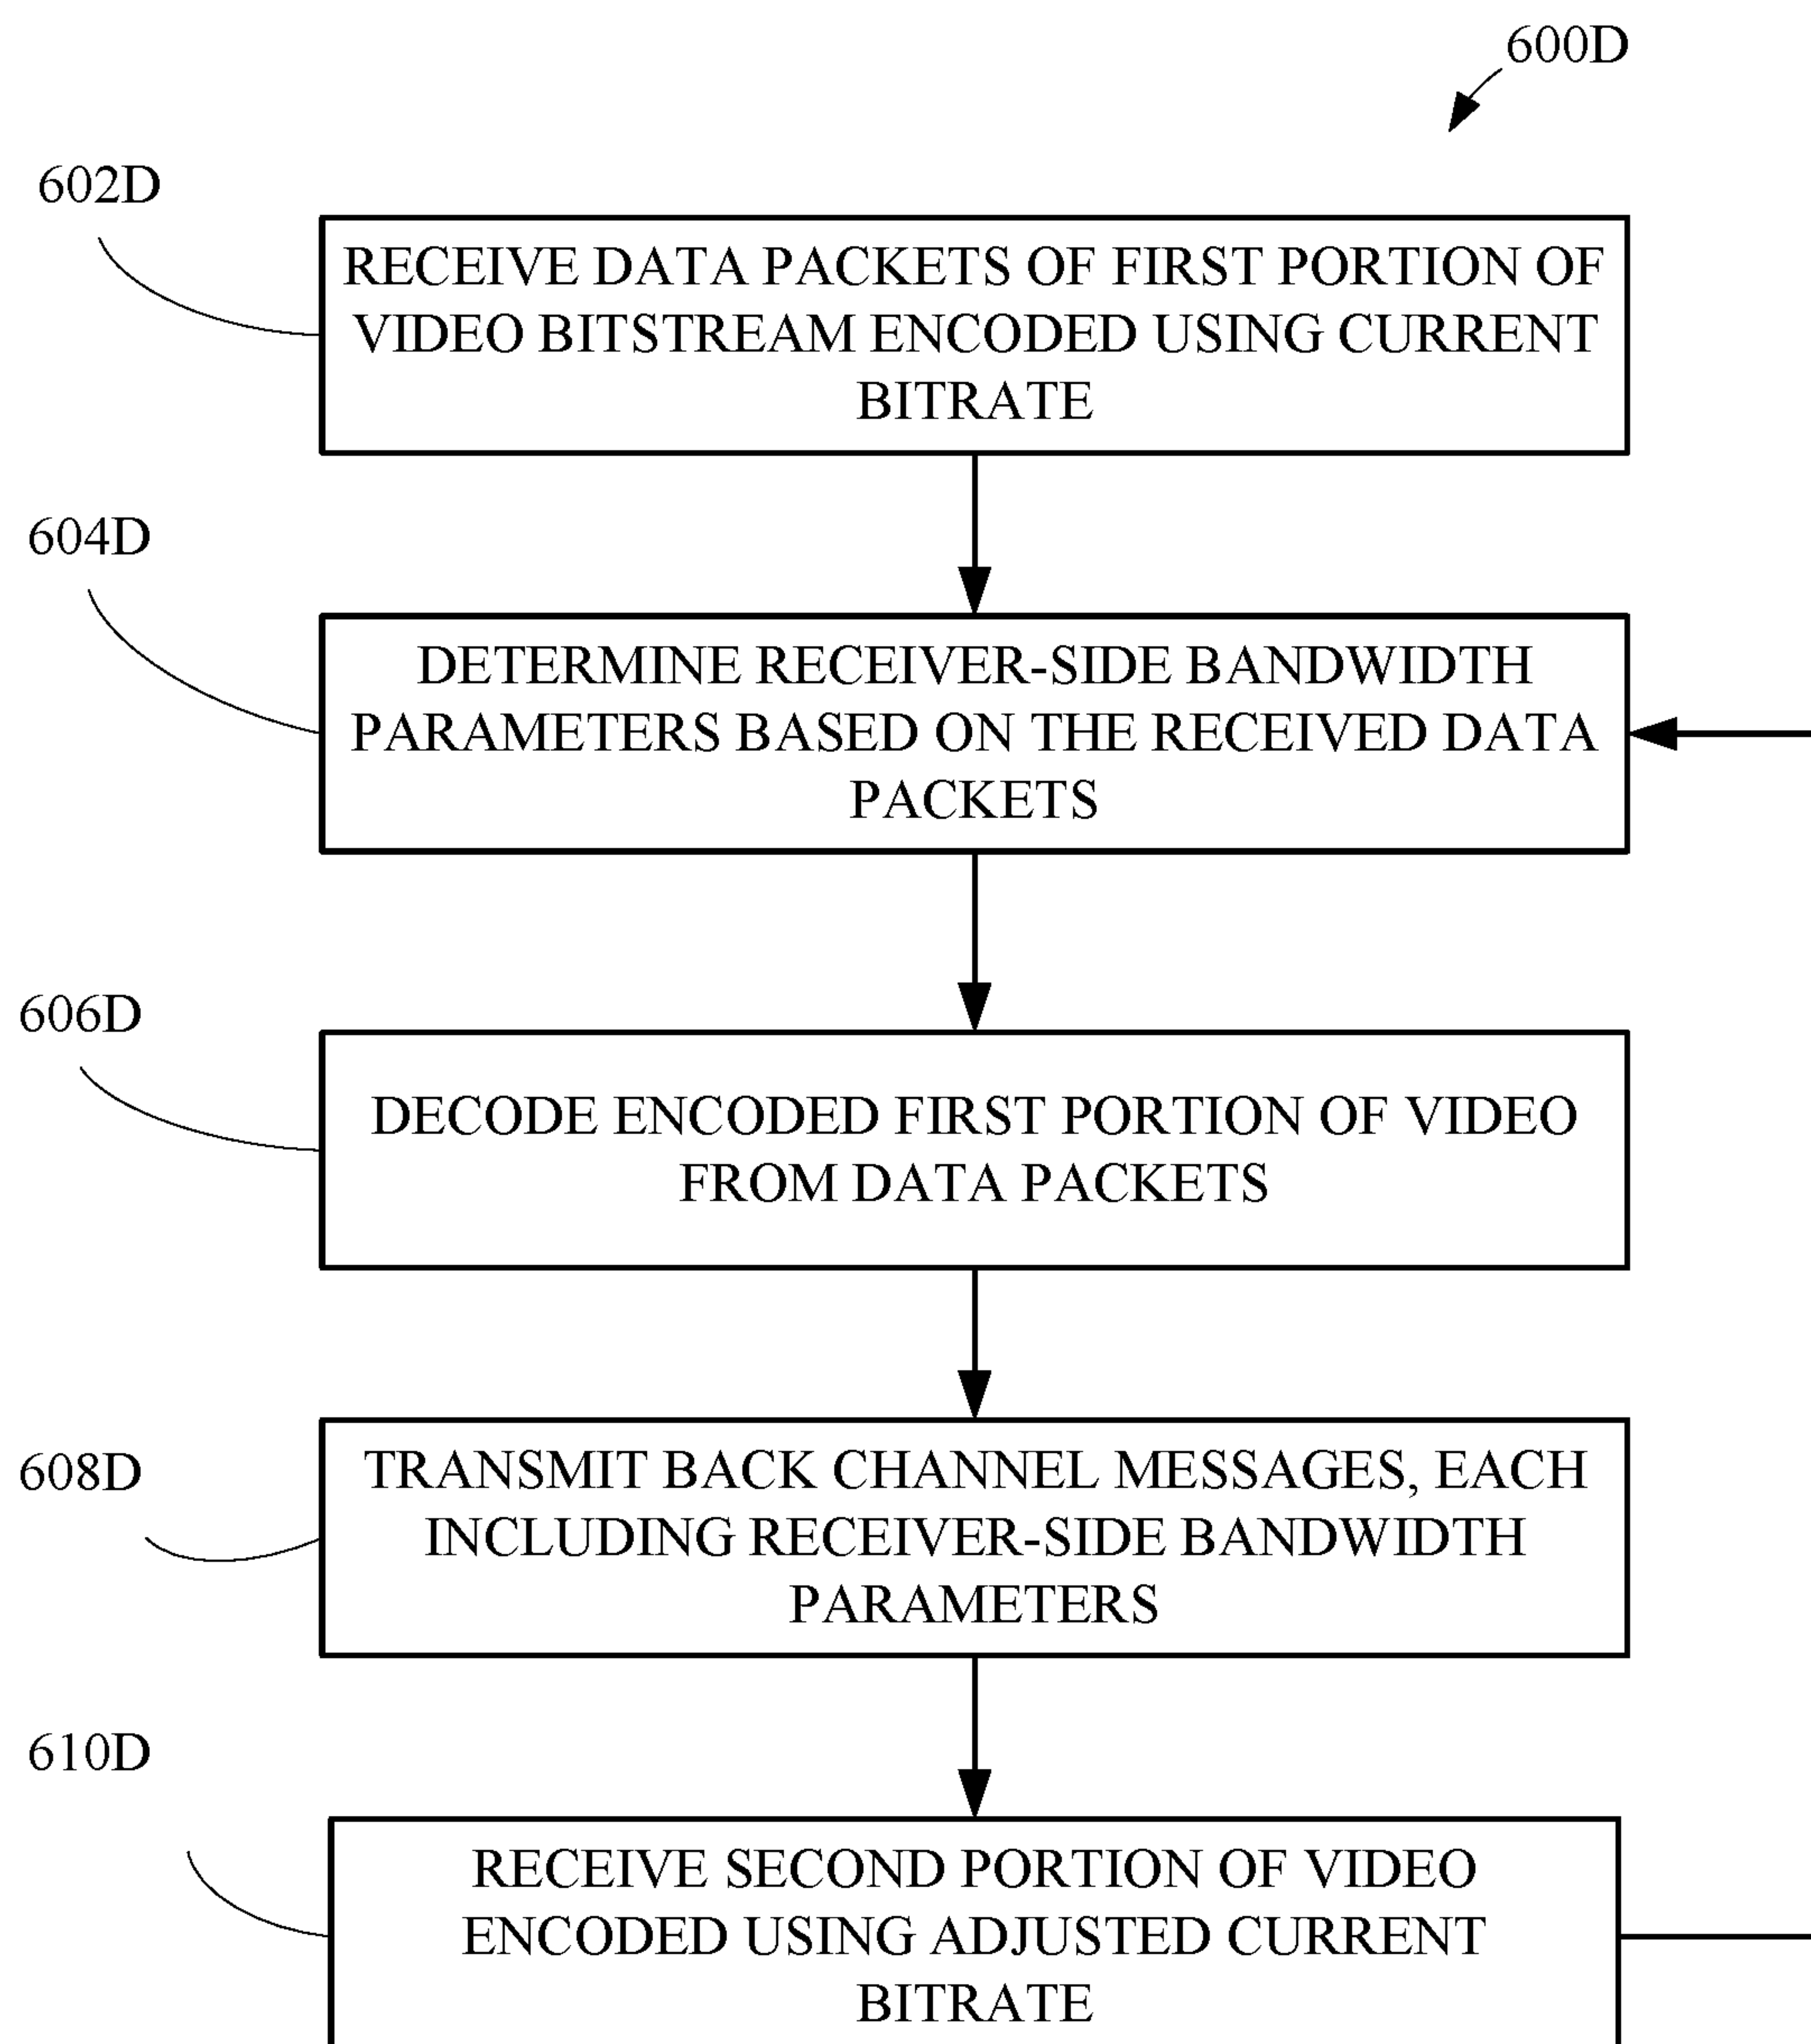 600D
602D
RECEIVE DATA PACKETS OF FIRST PORTION OF
VIDEO BITSTREAM ENCODED USING CURRENT
BITRATE
604D
DETERMINE RECEIVER-SIDE BANDWIDTH
PARAMETERS BASED ON THE RECEIVED DATA
PACKETS
606D
DECODE ENCODED FIRST PORTION OF VIDEO
FROM DATA PACKETS
608D
TRANSMIT BACK CHANNEL MESSAGES, EACH
INCLUDING RECEIVER-SIDE BANDWIDTH
PARAMETERS
610D
RECEIVE SECOND PORTION OF VIDEO
ENCODED USING ADJUSTED CURRENT
BITRATE